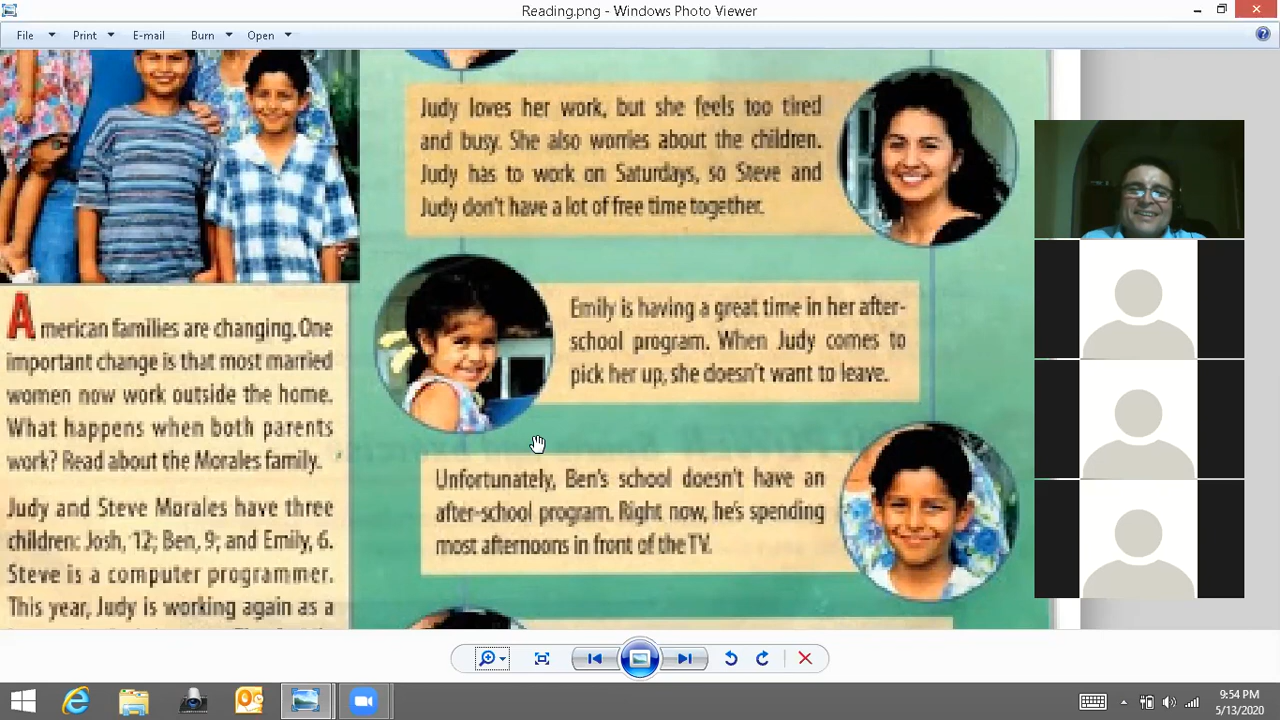 Reading.png - Windows Photo Viewer
File Print E-mail Burn Open
Judy loves her work, but she feels too tired
and busy. She also worries about the children.
Judy has to work on Saturdays, so Steve and
Judy don't have a lot of free time together.
Emily is having a great time in her after-
school program. When Judy comes to
pick her up, she doesn't want to leave.
Unfortunately, Ben's school doesn't have an
after-school program. Right now, he's spending
most afternoons in front of the TV.
American families are changing. One
important change is that most married
women now work outside the home.
What happens when both parents
work? Read about the Morales family.
Judy and Steve Morales have three
children: Josh, 12; Ben, 9; and Emily, 6.
Steve is a computer programmer.
This year, Judy is working again as a
9:54 PM
5/13/2020